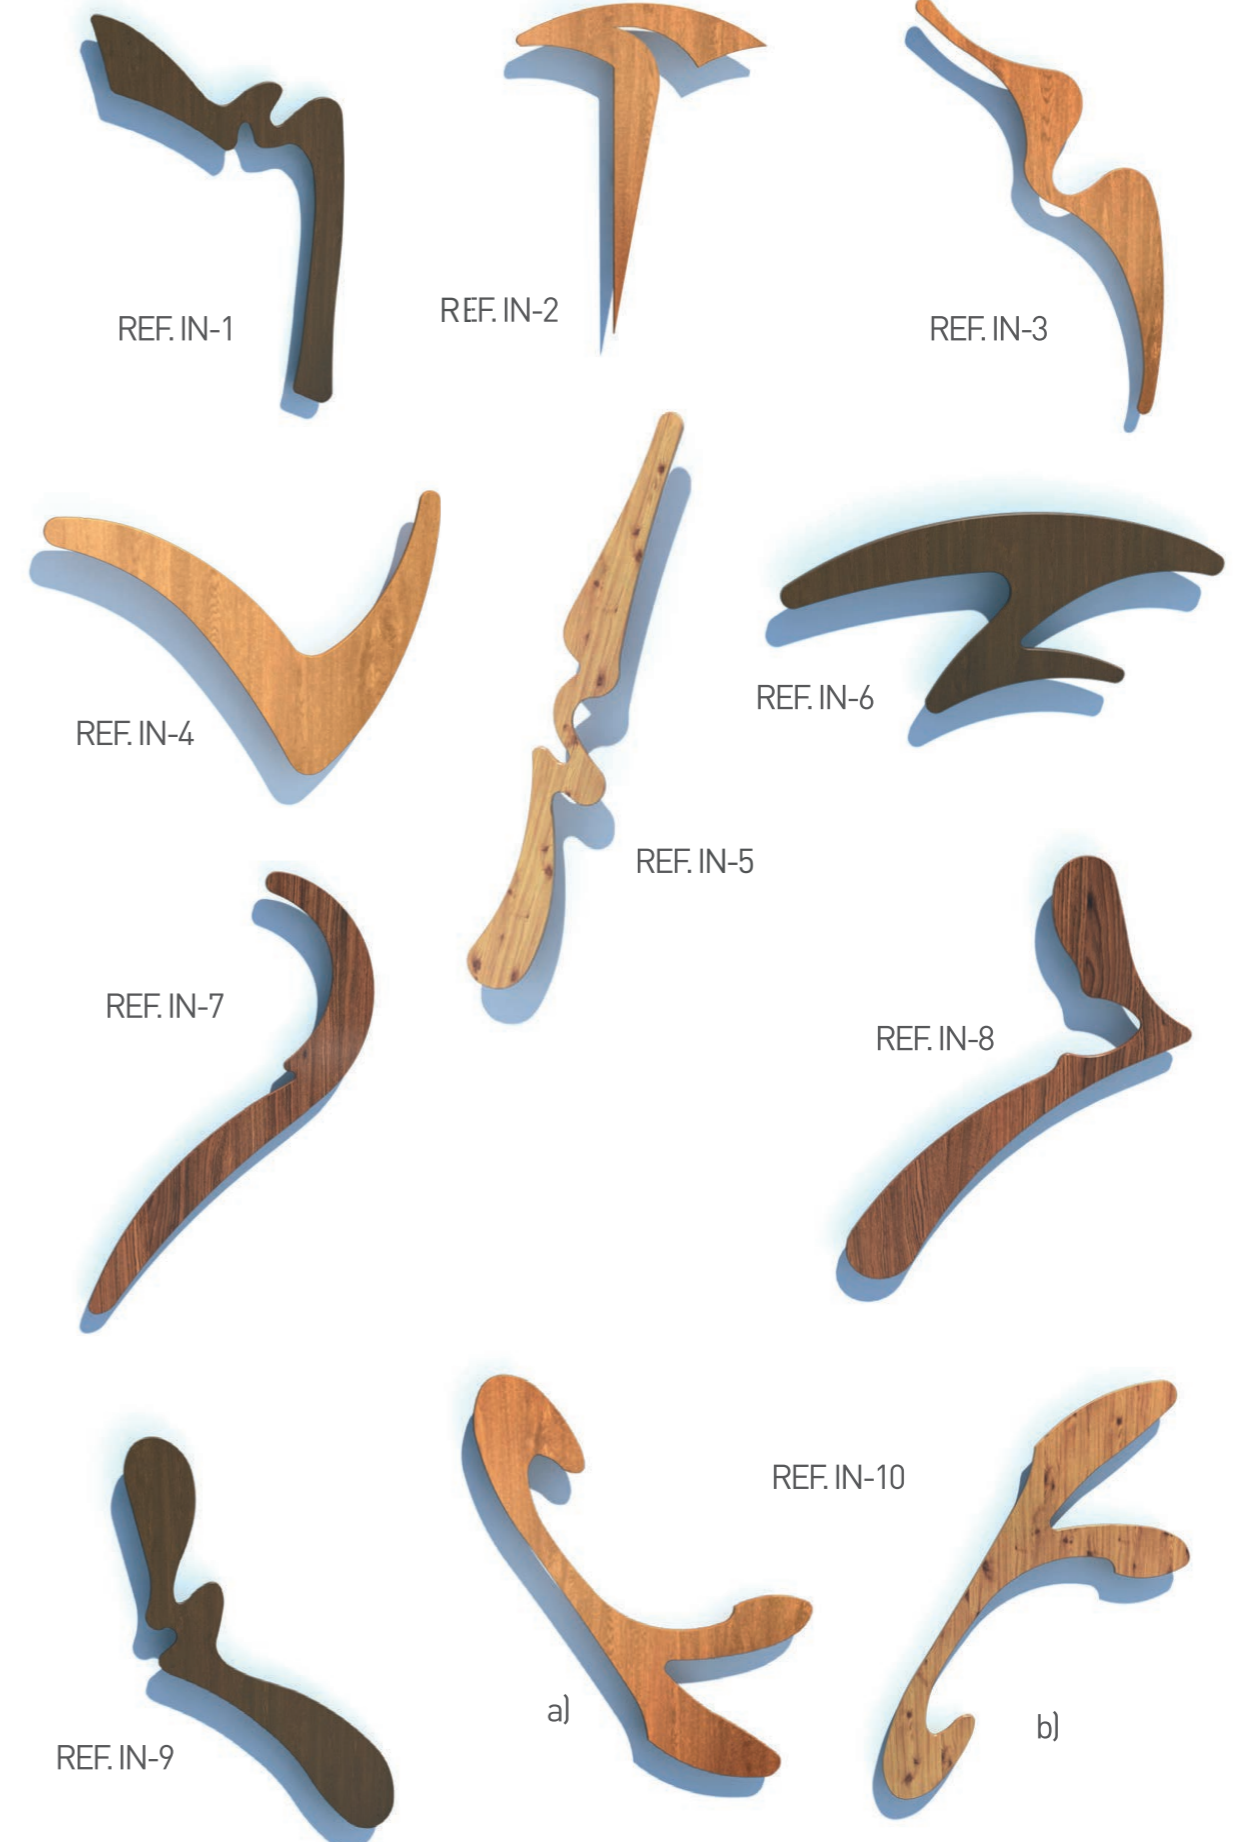 REF. IN-1
REF. IN-2
REF. IN-3
REF. IN-4
REF. IN-5
REF. IN-6
REF. IN-7
REF. IN-8
REF. IN-9
REF. IN-10
a)
b)